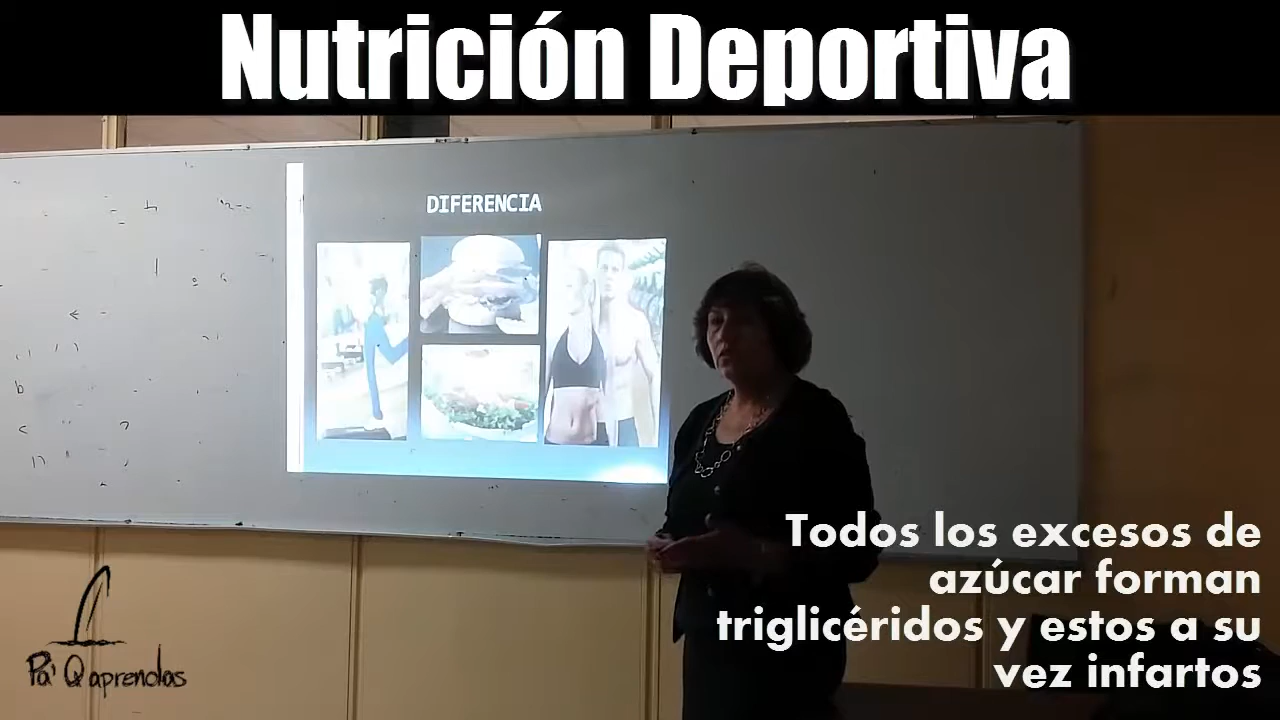 Nutrición Deportiva
DIFERENCIA
Todos los excesos de
azúcar forman
triglicéridos y estos a su
vez infartos
Pa' Q aprendas